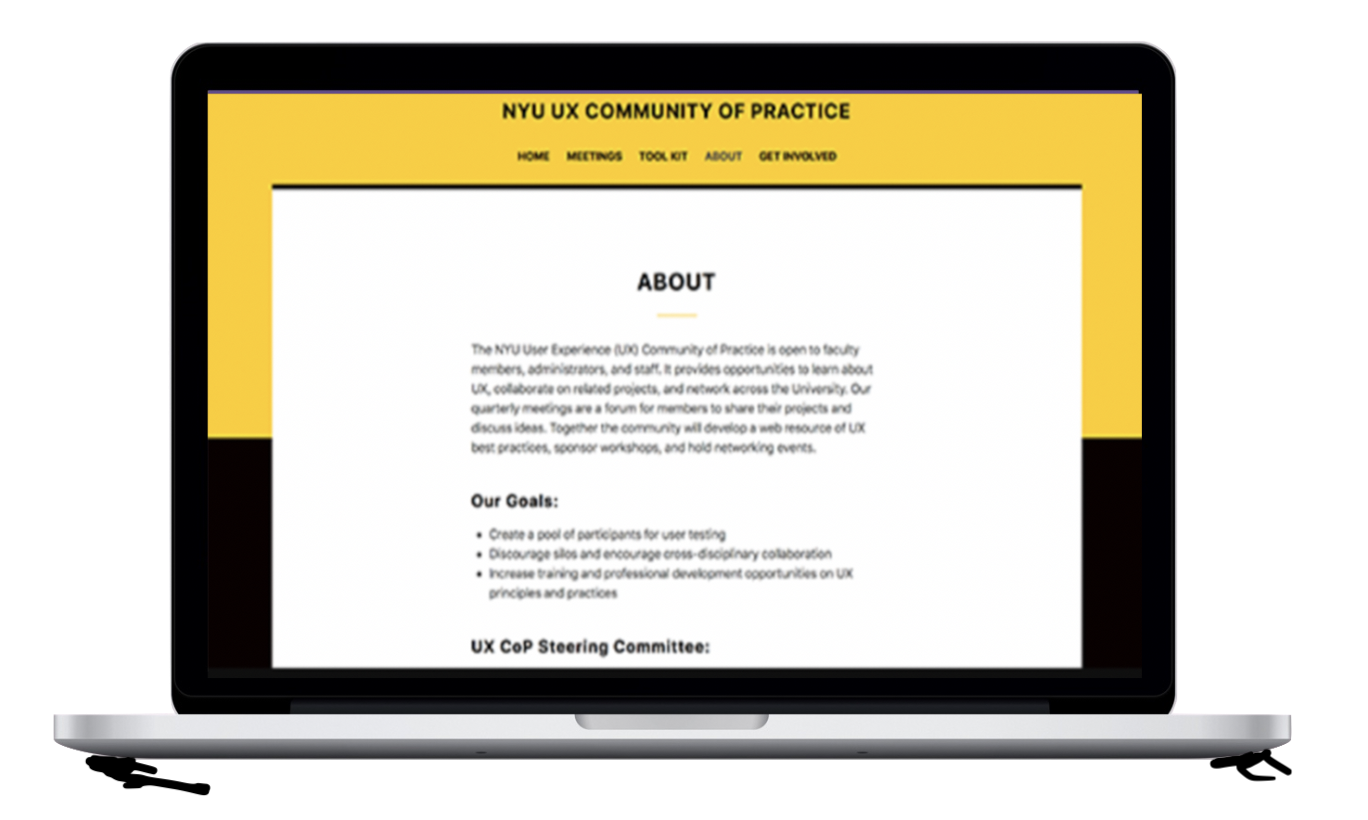 NYU UX COMMUNITY OF PRACTICE
HOME MEETINGS TOOL KIT ABOUT GET INVOLVED
ABOUT
The NYU User Experience (UX) Community of Practice is open to faculty
members, administrators, and staff. It provides opportunities to learn about
UX, collaborate on related projects, and network across the University. Our
quarterly meetings are a forum for members to share their projects and
discuss ideas. Together the community will develop a web resource of UX
best practices, sponsor workshops, and hold networking events.
Our Goals:
• Create a pool of participants for user testing
• Discourage silos and encourage cross-disciplinary collaboration
• Increase training and professional development opportunities on UX
principles and practices
UX CoP Steering Committee: